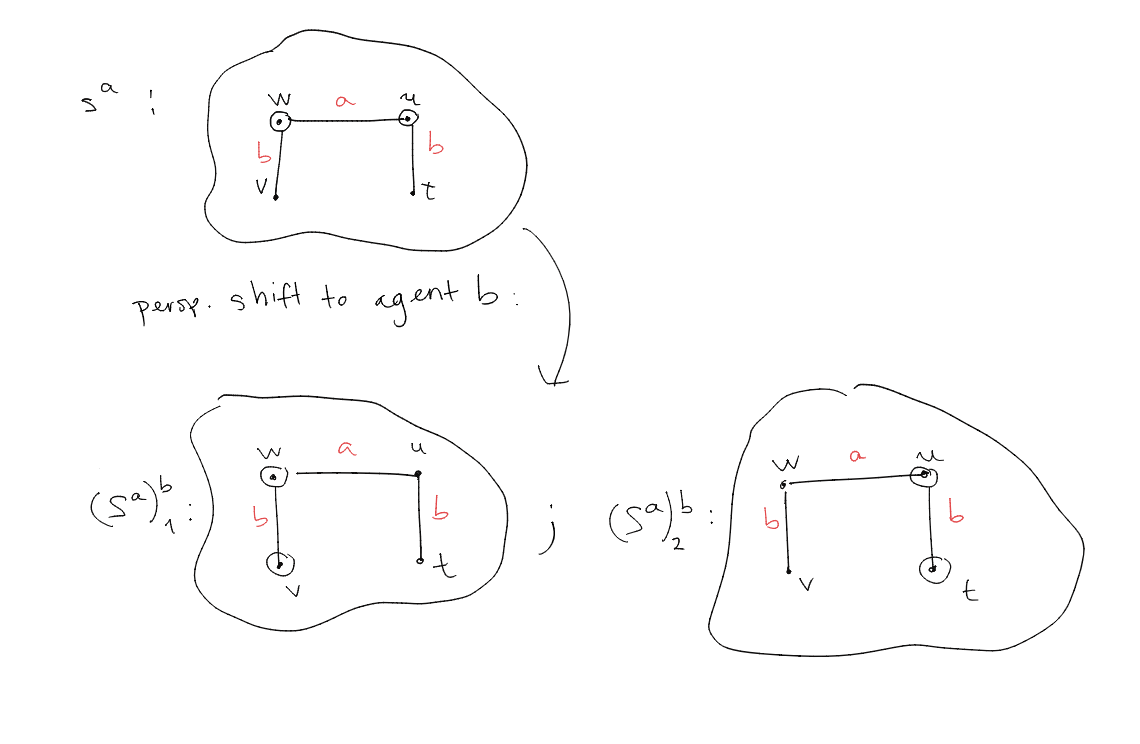 s^a :
w a u
b b
v t
persp. shift to agent b :
w a u
(s^a)^b_1 : b b ;
v t
w a u
(s^a)^b_2 : b b
v t